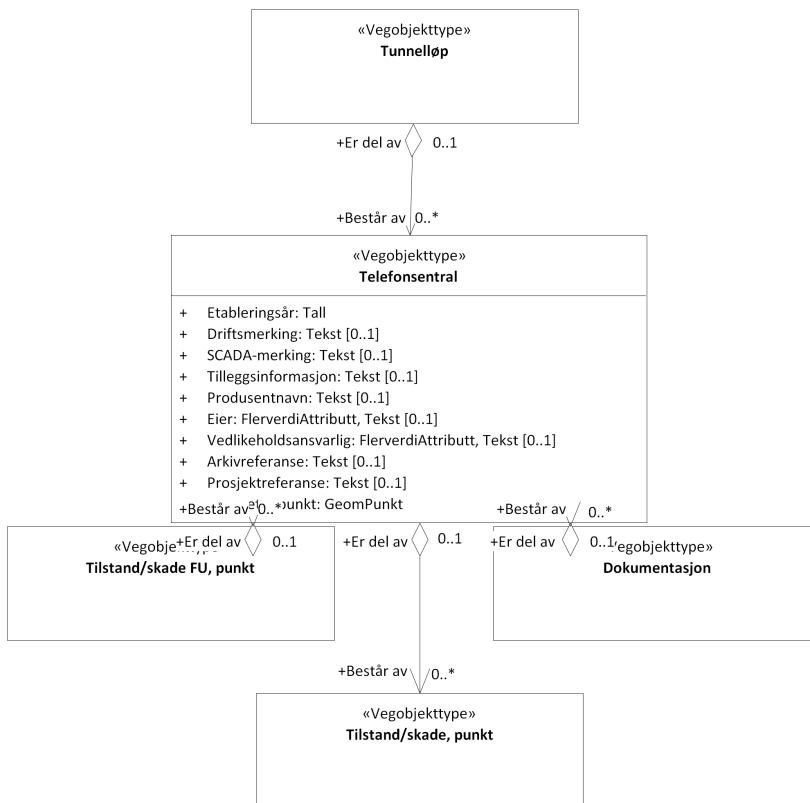 «Vegobjekttype»
Tunnelløp
+Er del av 0..1
+Består av 0..*
«Vegobjekttype»
Telefonsentral
+ Etableringsår: Tall
+ Driftsmerking: Tekst [0..1]
+ SCADA-merking: Tekst [0..1]
+ Tilleggsinformasjon: Tekst [0..1]
+ Produsentnavn: Tekst [0..1]
+ Eier: FlerverdiAttributt, Tekst [0..1]
+ Vedlikeholdsansvarlig: FlerverdiAttributt, Tekst [0..1]
+ Arkivreferanse: Tekst [0..1]
+ Prosjektreferanse: Tekst [0..1]
GeomPunkt
+Består av 0..*
+Består av 0..*
+Er del av 0..1
+Er del av 0..1
+Er del av 0..1
Tilstand/skade FU, punkt
Dokumentasjon
+Består av 0..*
«Vegobjekttype»
Tilstand/skade, punkt